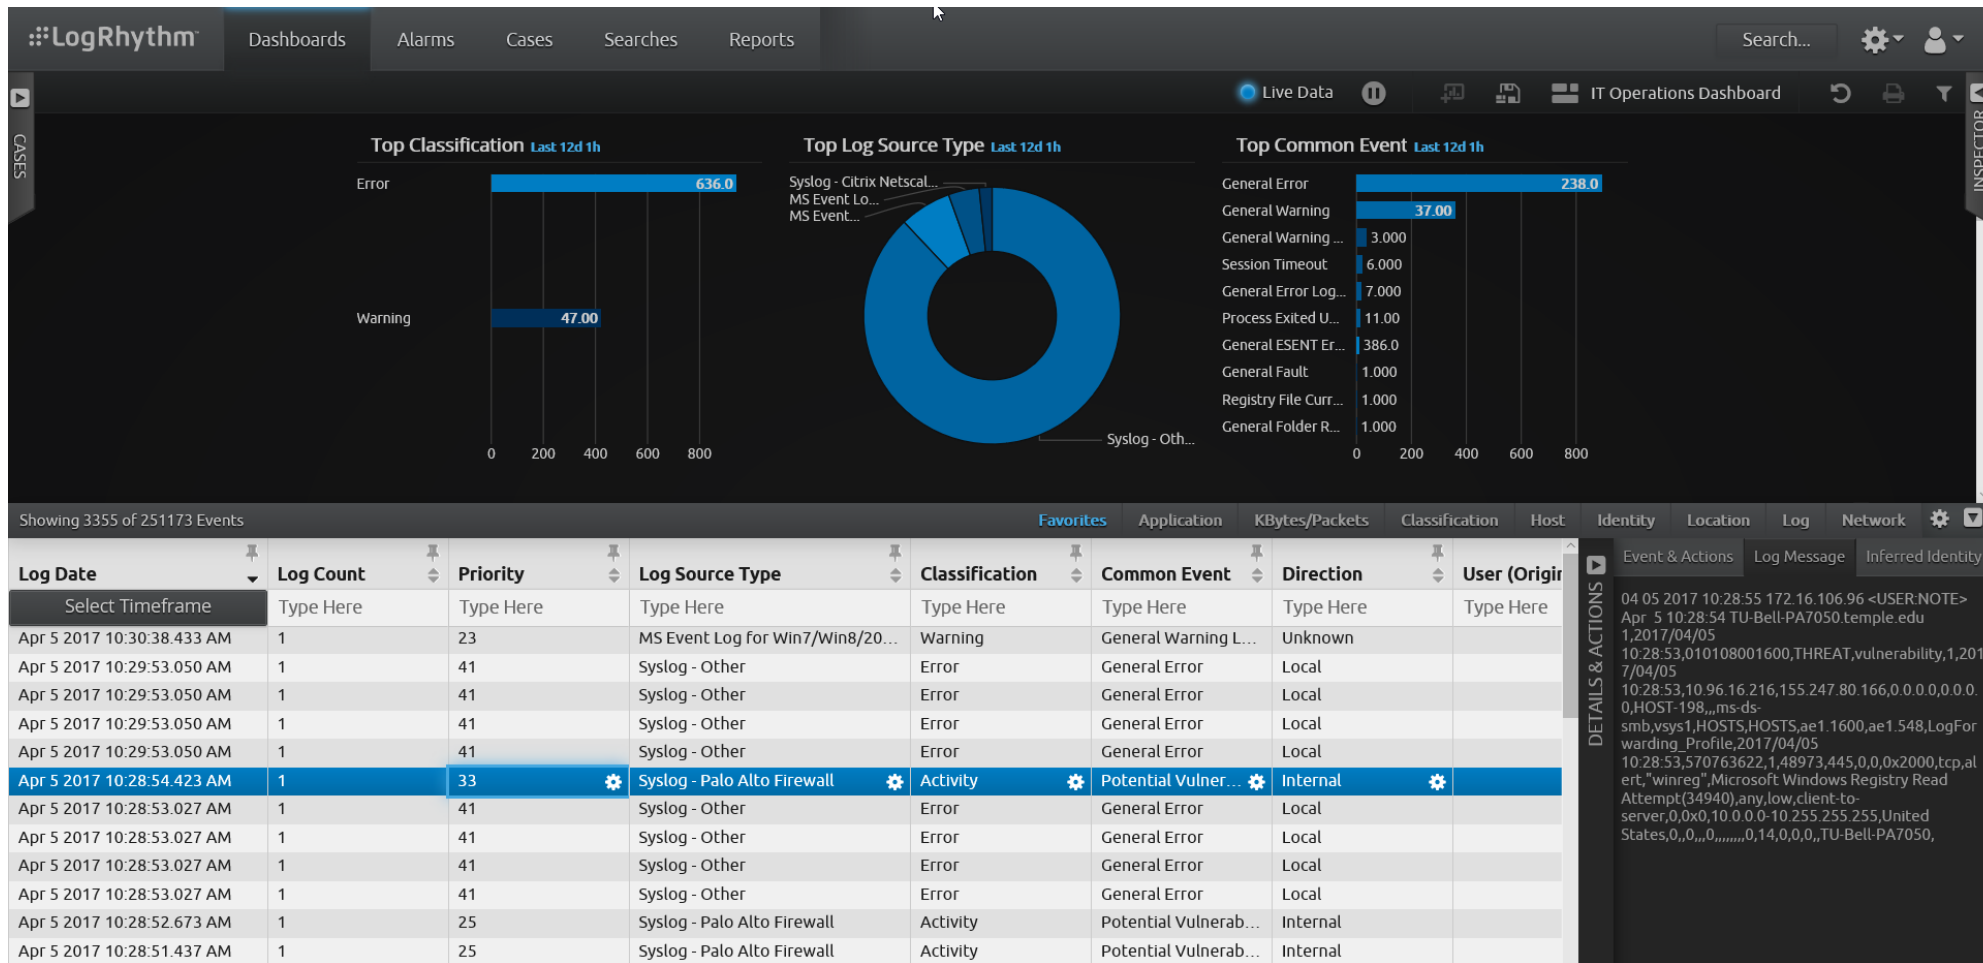 LogRhythm
Dashboards
Alarms
Cases
Searches
Reports
Search...
Live Data
IT Operations Dashboard
CASES
INSPECTOR
Top Classification Last 12d 1h
Error
636.0
Warning
47.00
0 200 400 600 800
Top Log Source Type Last 12d 1h
Syslog - Citrix Netscal...
MS Event Lo...
MS Event...
Syslog - Oth...
Top Common Event Last 12d 1h
General Error 238.0
General Warning 37.00
General Warning ... 3.000
Session Timeout 6.000
General Error Log... 7.000
Process Exited U... 11.00
General ESENT Er... 386.0
General Fault 1.000
Registry File Curr... 1.000
General Folder R... 1.000
0 200 400 600 800
Showing 3355 of 251173 Events
Favorites Application KBytes/Packets Classification Host Identity Location Log Network
Log Date Log Count Priority Log Source Type Classification Common Event Direction User (Origin
Select Timeframe Type Here Type Here Type Here Type Here Type Here Type Here Type Here
Apr 5 2017 10:30:38.433 AM 1 23 MS Event Log for Win7/Win8/20... Warning General Warning L... Unknown
Apr 5 2017 10:29:53.050 AM 1 41 Syslog - Other Error General Error Local
Apr 5 2017 10:29:53.050 AM 1 41 Syslog - Other Error General Error Local
Apr 5 2017 10:29:53.050 AM 1 41 Syslog - Other Error General Error Local
Apr 5 2017 10:29:53.050 AM 1 41 Syslog - Other Error General Error Local
Apr 5 2017 10:28:54.423 AM 1 33 Syslog - Palo Alto Firewall Activity Potential Vulner... Internal
Apr 5 2017 10:28:53.027 AM 1 41 Syslog - Other Error General Error Local
Apr 5 2017 10:28:53.027 AM 1 41 Syslog - Other Error General Error Local
Apr 5 2017 10:28:53.027 AM 1 41 Syslog - Other Error General Error Local
Apr 5 2017 10:28:53.027 AM 1 41 Syslog - Other Error General Error Local
Apr 5 2017 10:28:52.673 AM 1 25 Syslog - Palo Alto Firewall Activity Potential Vulnerab... Internal
Apr 5 2017 10:28:51.437 AM 1 25 Syslog - Palo Alto Firewall Activity Potential Vulnerab... Internal
DETAILS & ACTIONS
Event & Actions Log Message Inferred Identity
04 05 2017 10:28:55 172.16.106.96 <USER:NOTE>
Apr 5 10:28:54 TU-Bell-PA7050.temple.edu
1,2017/04/05
10:28:53,010108001600,THREAT,vulnerability,1,201
7/04/05
10:28:53,10.96.16.216,155.247.80.166,0.0.0.0,0.0.0.
0,HOST-198,,,ms-ds-
smb,vsys1,HOSTS,HOSTS,ae1.1600,ae1.548,LogFor
warding_Profile,2017/04/05
10:28:53,570763622,1,48973,445,0,0,0x2000,tcp,al
ert,"winreg",Microsoft Windows Registry Read
Attempt(34940),any,low,client-to-
server,0,0x0,10.0.0.0-10.255.255.255,United
States,0,,0,,,0,,,,,,,,0,14,0,0,0,,TU-Bell-PA7050,